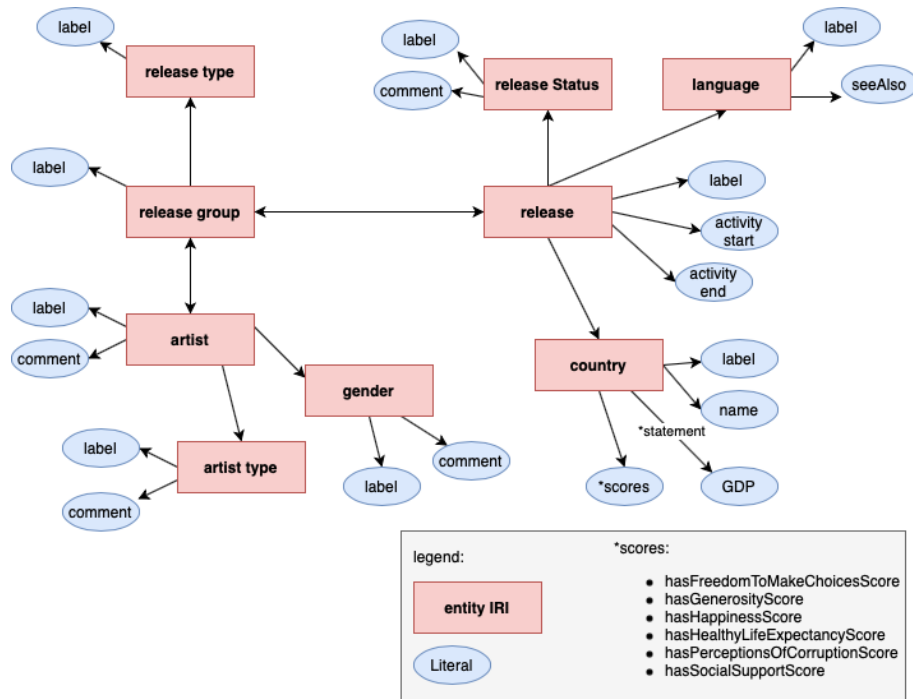 label
release type
label
release Status
comment
label
language
seeAlso
label
release group
release
label
activity
start
activity
end
label
comment
artist
gender
country
label
name
*statement
label
comment
artist type
label
comment
*scores
GDP
legend:
entity IRI
Literal
*scores:
hasFreedomToMakeChoicesScore
hasGenerosityScore
hasHappinessScore
hasHealthyLifeExpectancyScore
hasPerceptionsOfCorruptionScore
hasSocialSupportScore